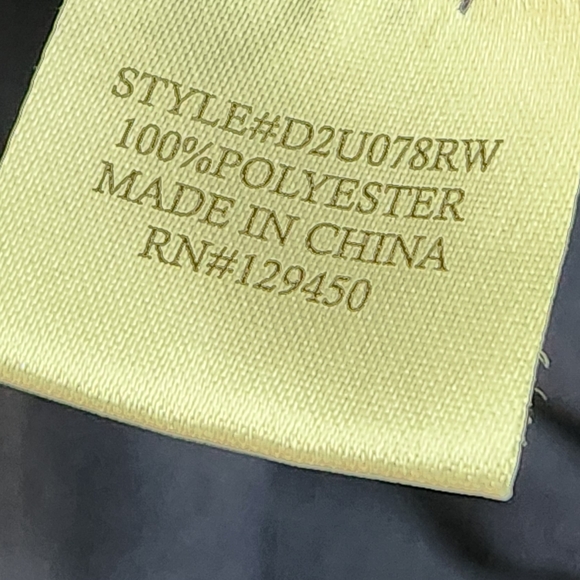 STYLE#D2U078RW
100%POLYESTER
MADE IN CHINA
RN#129450